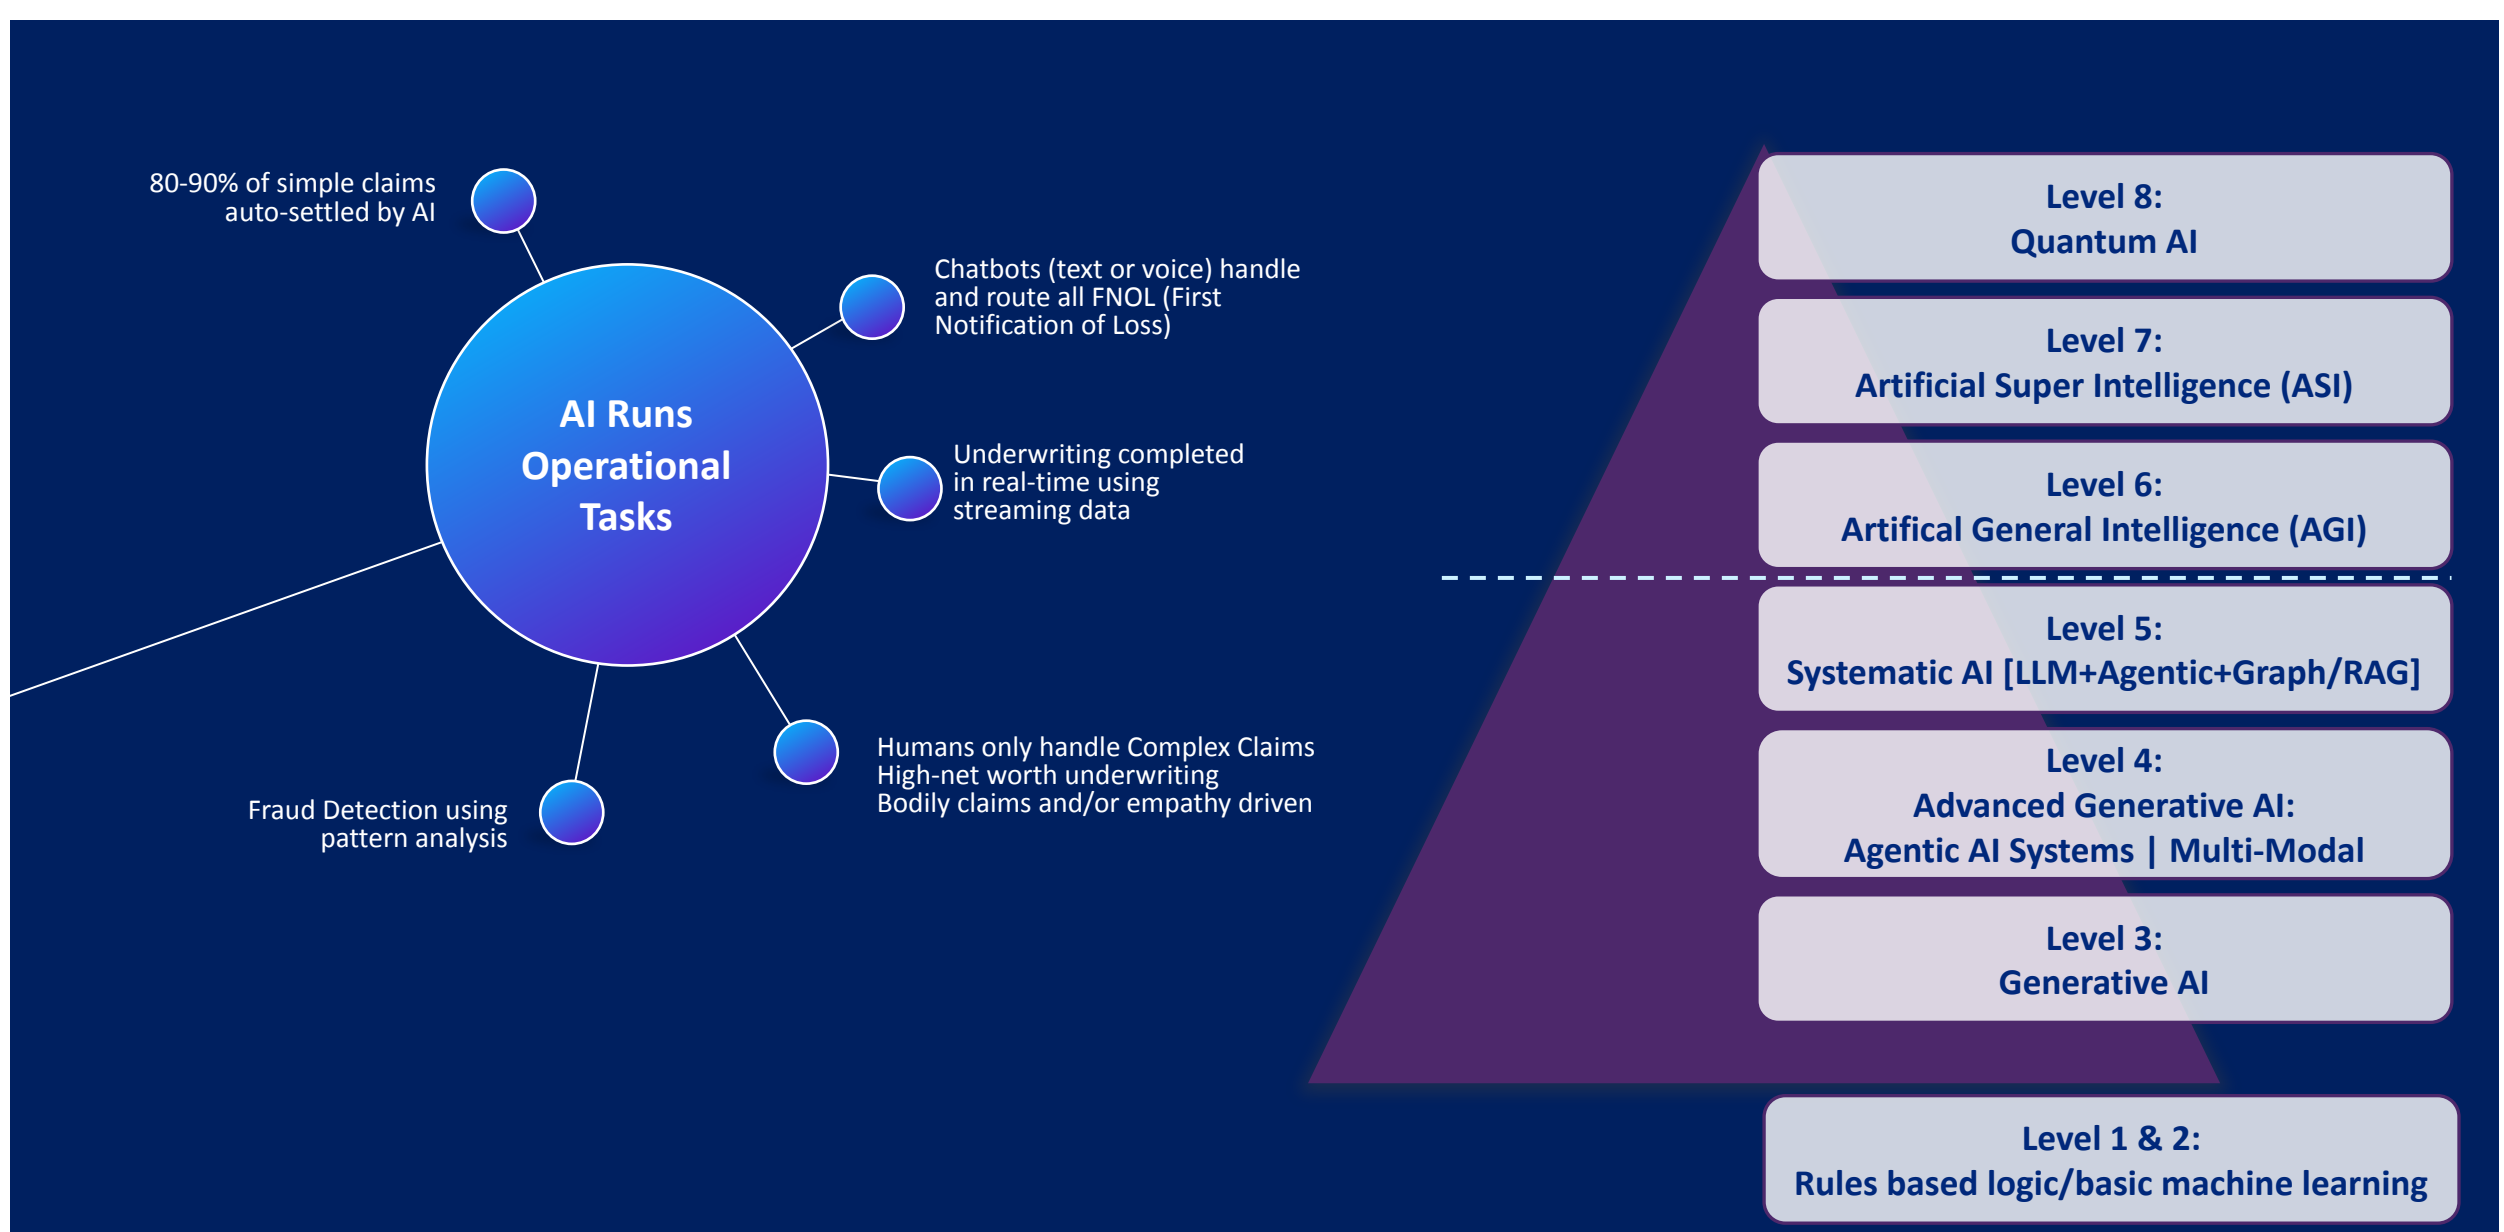 80-90% of simple claims
auto-settled by AI
Chatbots (text or voice) handle
and route all FNOL (First
Notification of Loss)
AI Runs
Operational
Tasks
Underwriting completed
in real-time using
streaming data
Humans only handle Complex Claims
High-net worth underwriting
Bodily claims and/or empathy driven
Fraud Detection using
pattern analysis
Level 8:
Quantum AI
Level 7:
Artificial Super Intelligence (ASI)
Level 6:
Artifical General Intelligence (AGI)
Level 5:
Systematic AI [LLM+Agentic+Graph/RAG]
Level 4:
Advanced Generative AI:
Agentic AI Systems | Multi-Modal
Level 3:
Generative AI
Level 1 & 2:
Rules based logic/basic machine learning